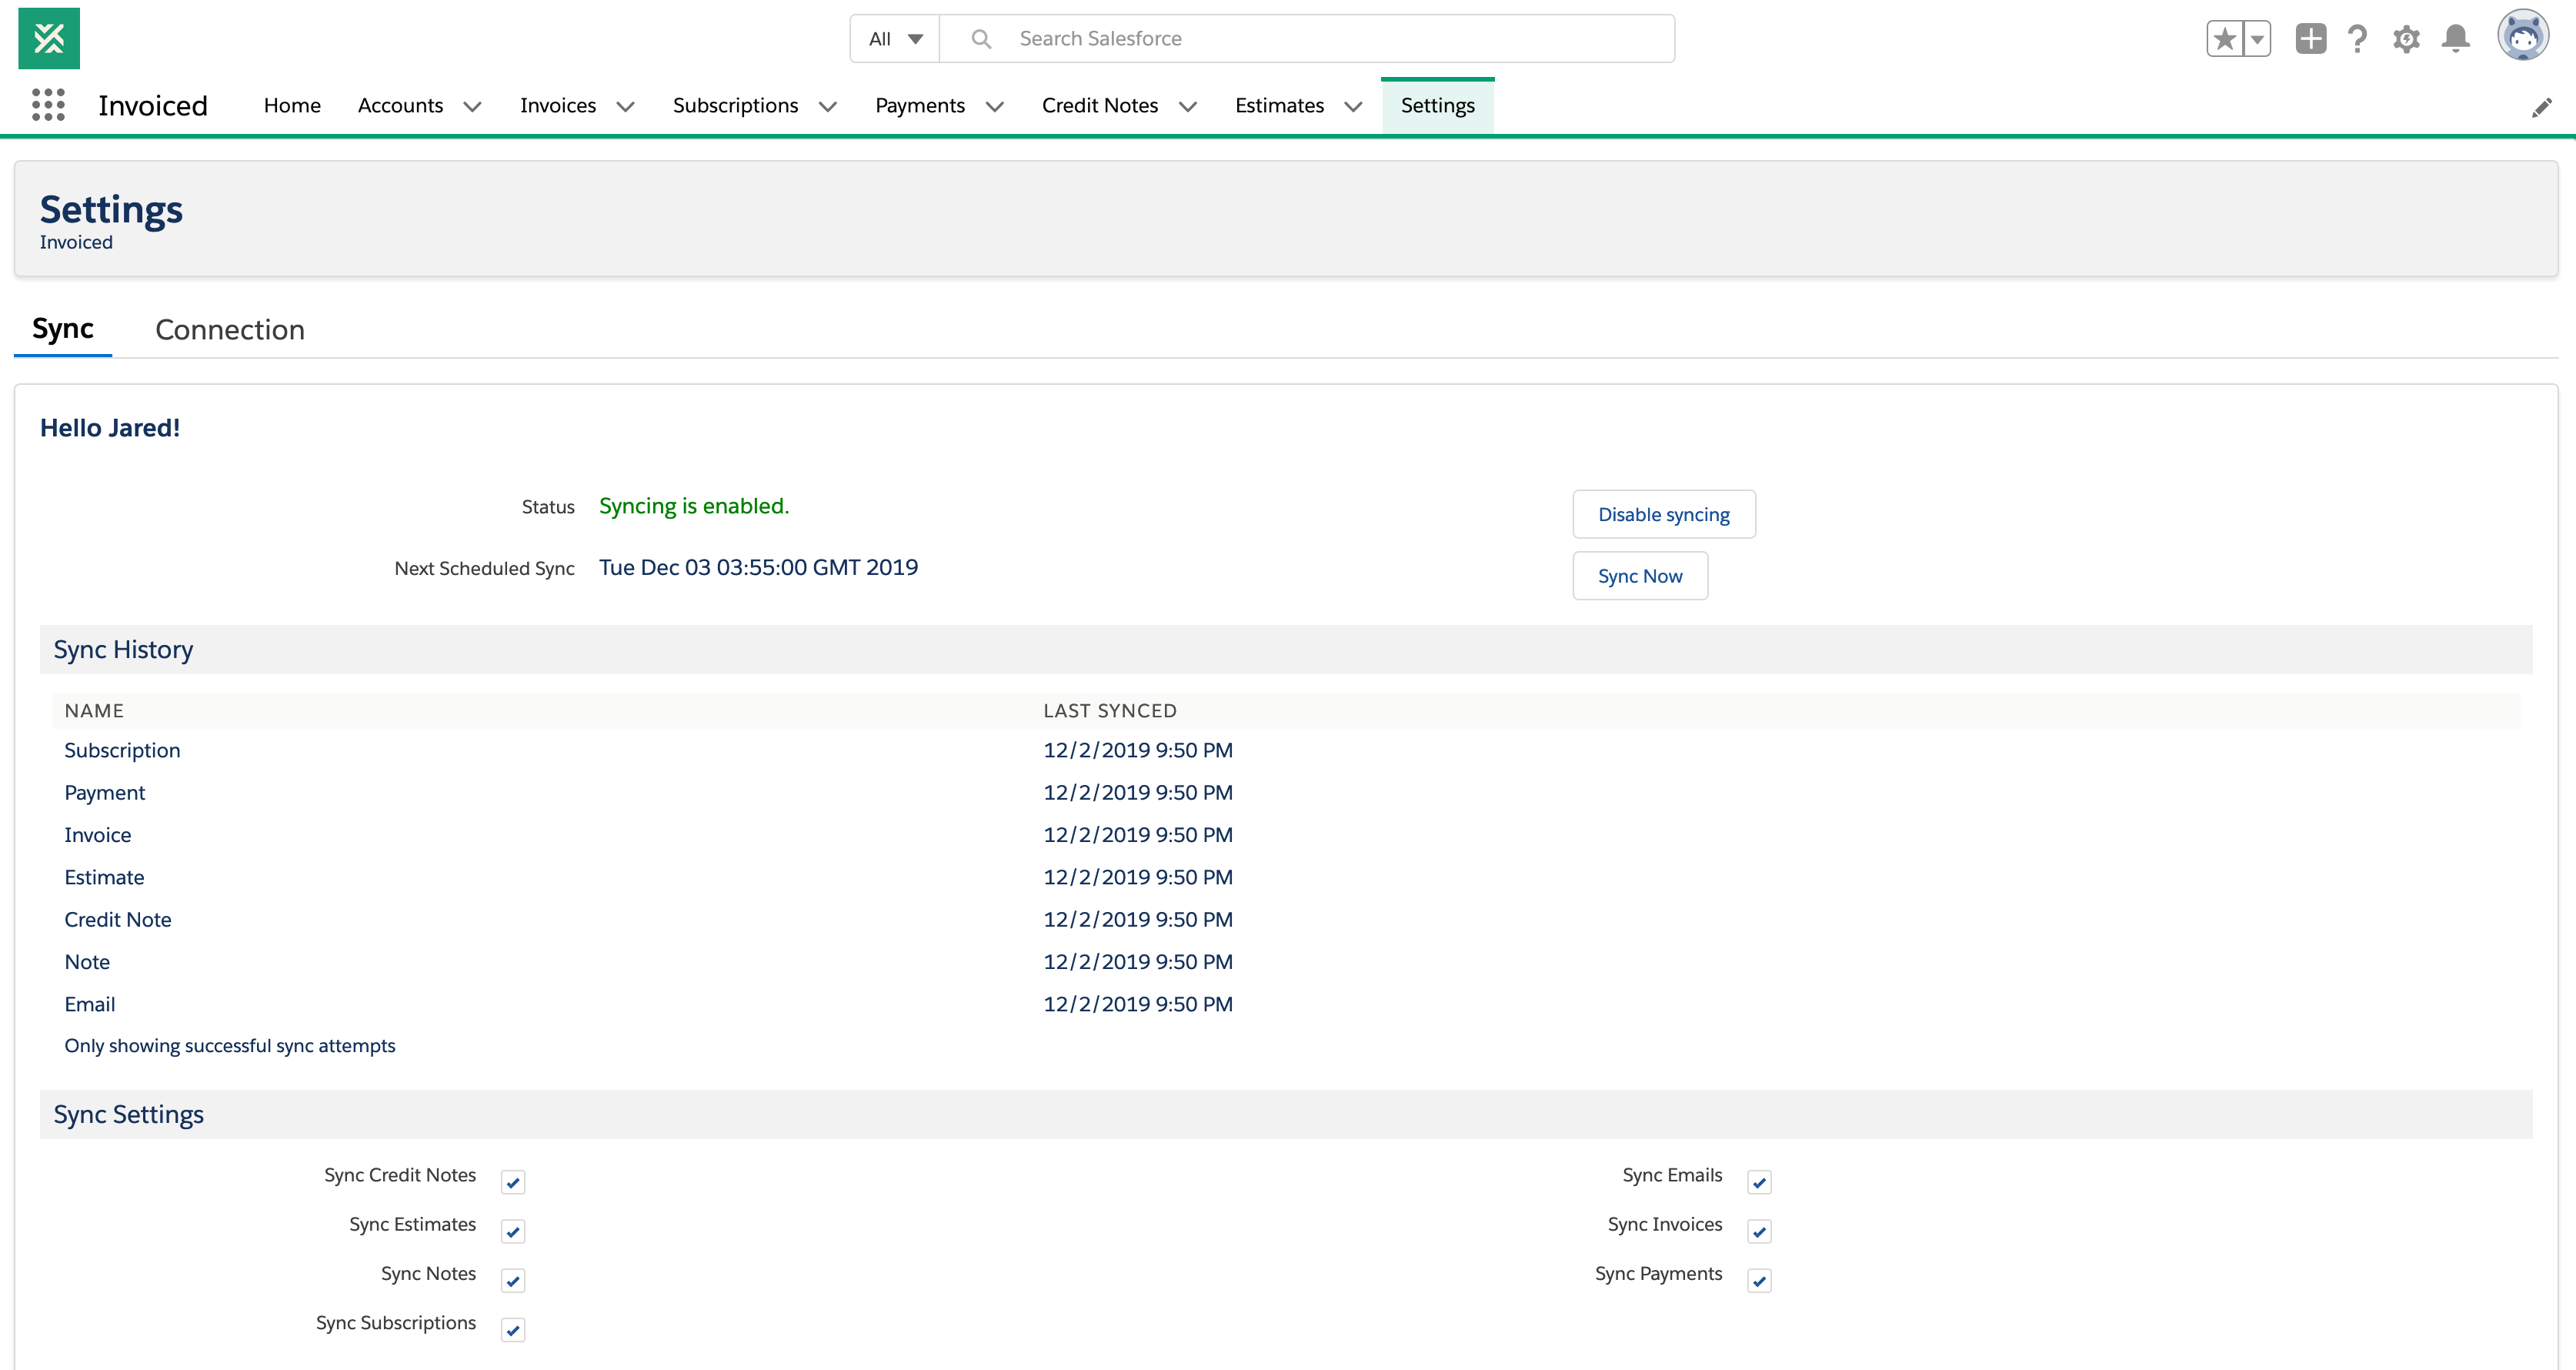 All Search Salesforce
Invoiced Home Accounts Invoices Subscriptions Payments Credit Notes Estimates Settings
Settings
Invoiced
Sync Connection
Hello Jared!
Status Syncing is enabled. Disable syncing
Next Scheduled Sync Tue Dec 03 03:55:00 GMT 2019 Sync Now
Sync History
NAME LAST SYNCED
Subscription 12/2/2019 9:50 PM
Payment 12/2/2019 9:50 PM
Invoice 12/2/2019 9:50 PM
Estimate 12/2/2019 9:50 PM
Credit Note 12/2/2019 9:50 PM
Note 12/2/2019 9:50 PM
Email 12/2/2019 9:50 PM
Only showing successful sync attempts
Sync Settings
Sync Credit Notes Sync Emails
Sync Estimates Sync Invoices
Sync Notes Sync Payments
Sync Subscriptions